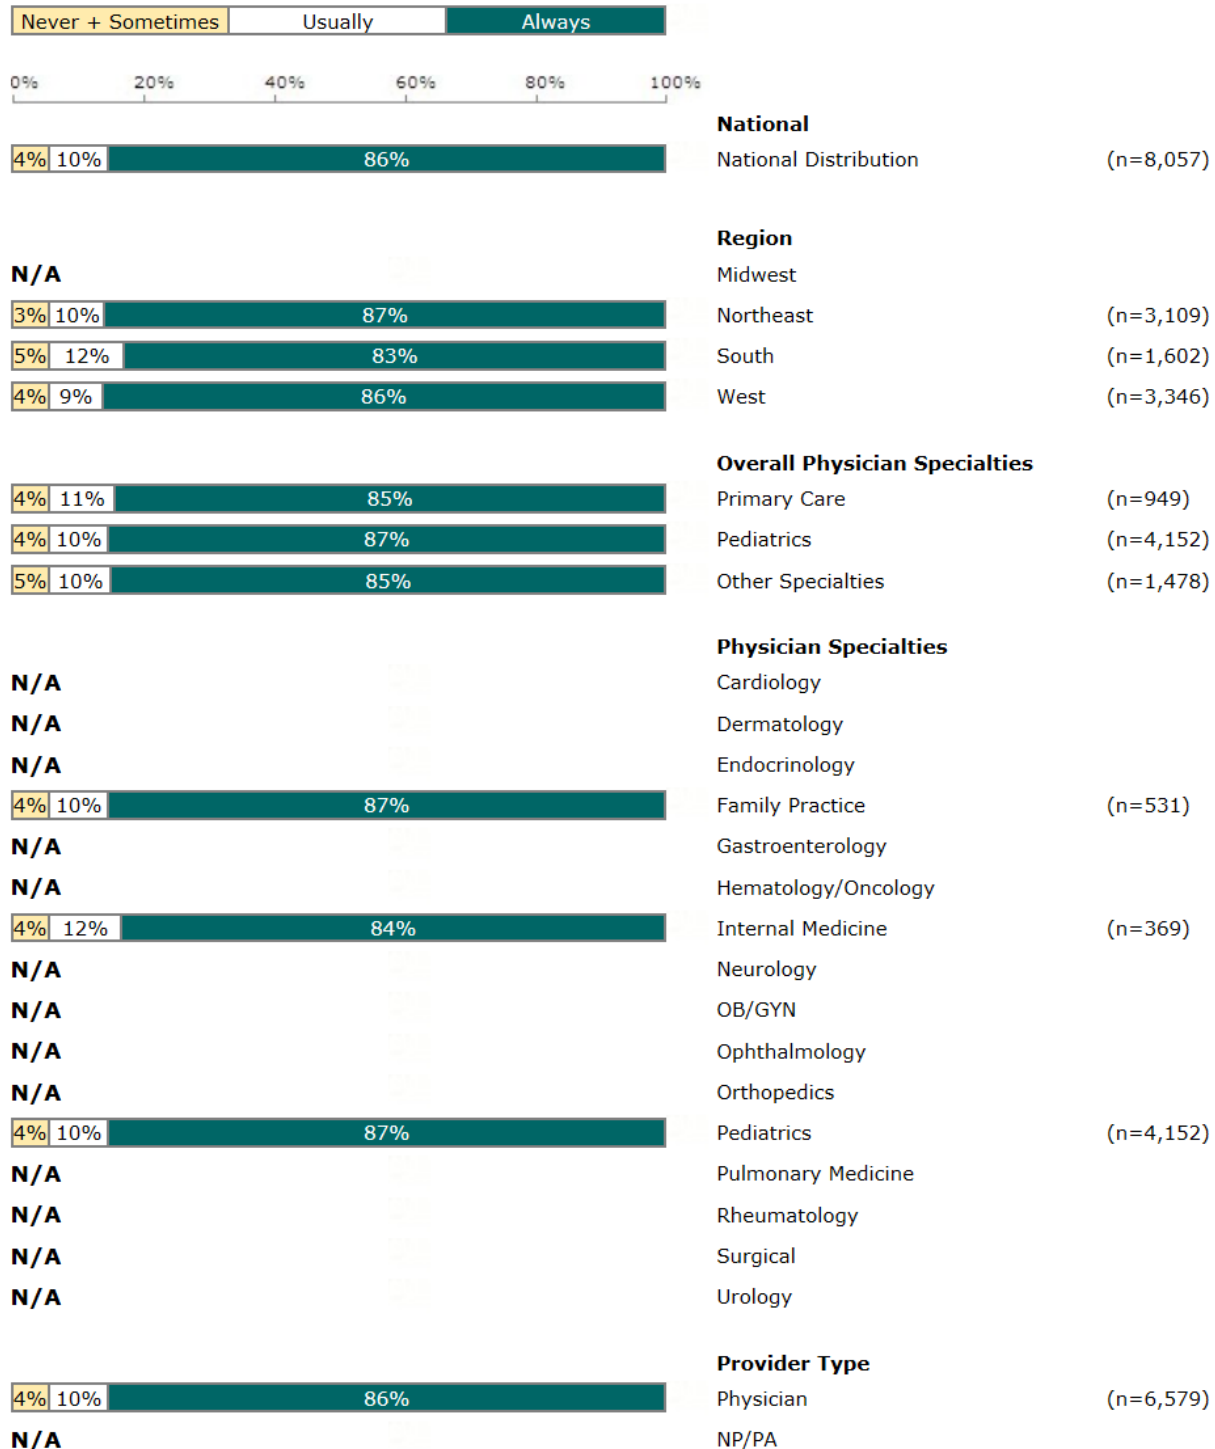 Never + Sometimes Usually Always
0% 20% 40% 60% 80% 100%
National
4% 10% 86% National Distribution (n=8,057)
Region
N/A Midwest
3% 10% 87% Northeast (n=3,109)
5% 12% 83% South (n=1,602)
4% 9% 86% West (n=3,346)
Overall Physician Specialties
4% 11% 85% Primary Care (n=949)
4% 10% 87% Pediatrics (n=4,152)
5% 10% 85% Other Specialties (n=1,478)
Physician Specialties
N/A Cardiology
N/A Dermatology
N/A Endocrinology
4% 10% 87% Family Practice (n=531)
N/A Gastroenterology
N/A Hematology/Oncology
4% 12% 84% Internal Medicine (n=369)
N/A Neurology
N/A OB/GYN
N/A Ophthalmology
N/A Orthopedics
4% 10% 87% Pediatrics (n=4,152)
N/A Pulmonary Medicine
N/A Rheumatology
N/A Surgical
N/A Urology
Provider Type
4% 10% 86% Physician (n=6,579)
N/A NP/PA